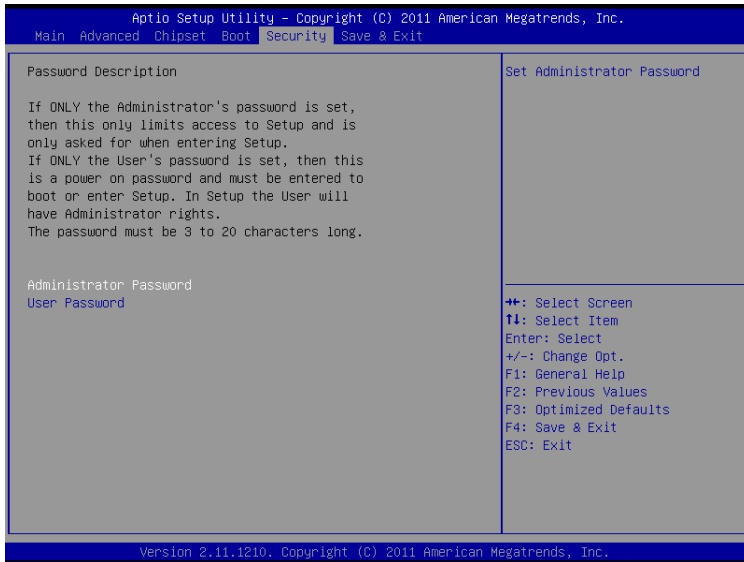 Aptio Setup Utility – Copyright (C) 2011 American Megatrends, Inc.
Main Advanced Chipset Boot Security Save & Exit
Password Description
If ONLY the Administrator's password is set,
then this only limits access to Setup and is
only asked for when entering Setup.
If ONLY the User's password is set, then this
is a power on password and must be entered to
boot or enter Setup. In Setup the User will
have Administrator rights.
The password must be 3 to 20 characters long.
Administrator Password
User Password
Set Administrator Password
→←: Select Screen
↑↓: Select Item
Enter: Select
+/-: Change Opt.
F1: General Help
F2: Previous Values
F3: Optimized Defaults
F4: Save & Exit
ESC: Exit
Version 2.11.1210. Copyright (C) 2011 American Megatrends, Inc.